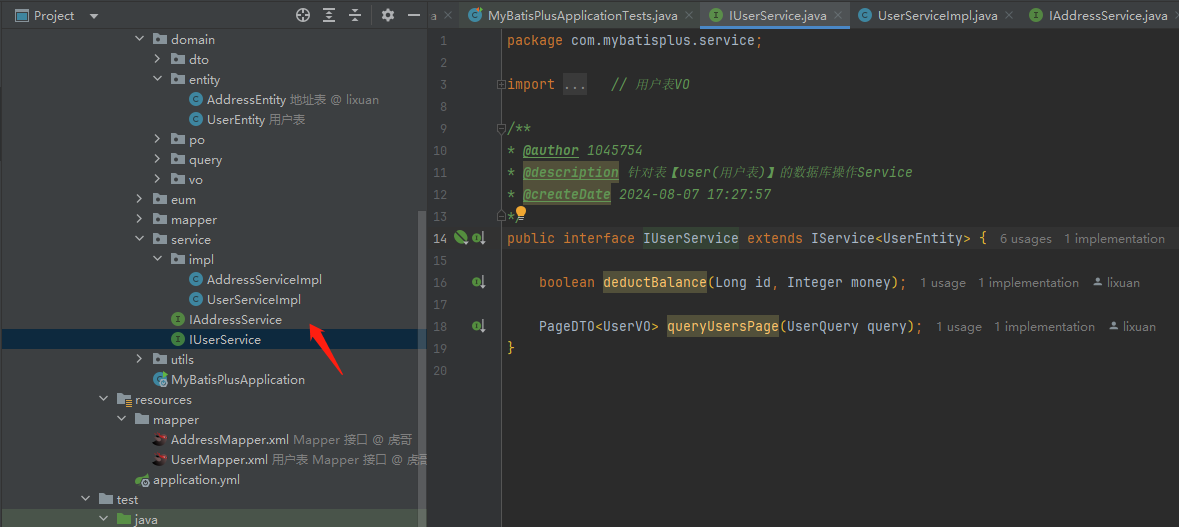 Project
domain
dto
entity
AddressEntity 地址表 @ lixuan
UserEntity 用户表
po
query
vo
eum
mapper
service
impl
AddressServiceImpl
UserServiceImpl
IAddressService
IUserService
utils
MyBatisPlusApplication
resources
mapper
AddressMapper.xml Mapper 接口 @ 虎哥
UserMapper.xml 用户表 Mapper 接口 @ 虎哥
application.yml
test
java
a MyBatisPlusApplicationTests.java IUserService.java UserServiceImpl.java IAddressService.java
1 package com.mybatisplus.service;
2
3 import ... // 用户表VO
8
9 /**
10 * @author 1045754
11 * @description 针对表【user(用户表)】的数据库操作Service
12 * @createDate 2024-08-07 17:27:57
13 */
14 public interface IUserService extends IService<UserEntity> { 6 usages 1 implementation
15
16 boolean deductBalance(Long id, Integer money); 1 usage 1 implementation lixuan
17
18 PageDTO<UserVO> queryUsersPage(UserQuery query); 1 usage 1 implementation lixuan
19 }
20